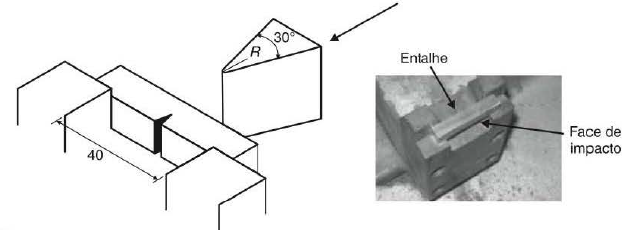 30°
R
40
Entalhe
Face de
impacto